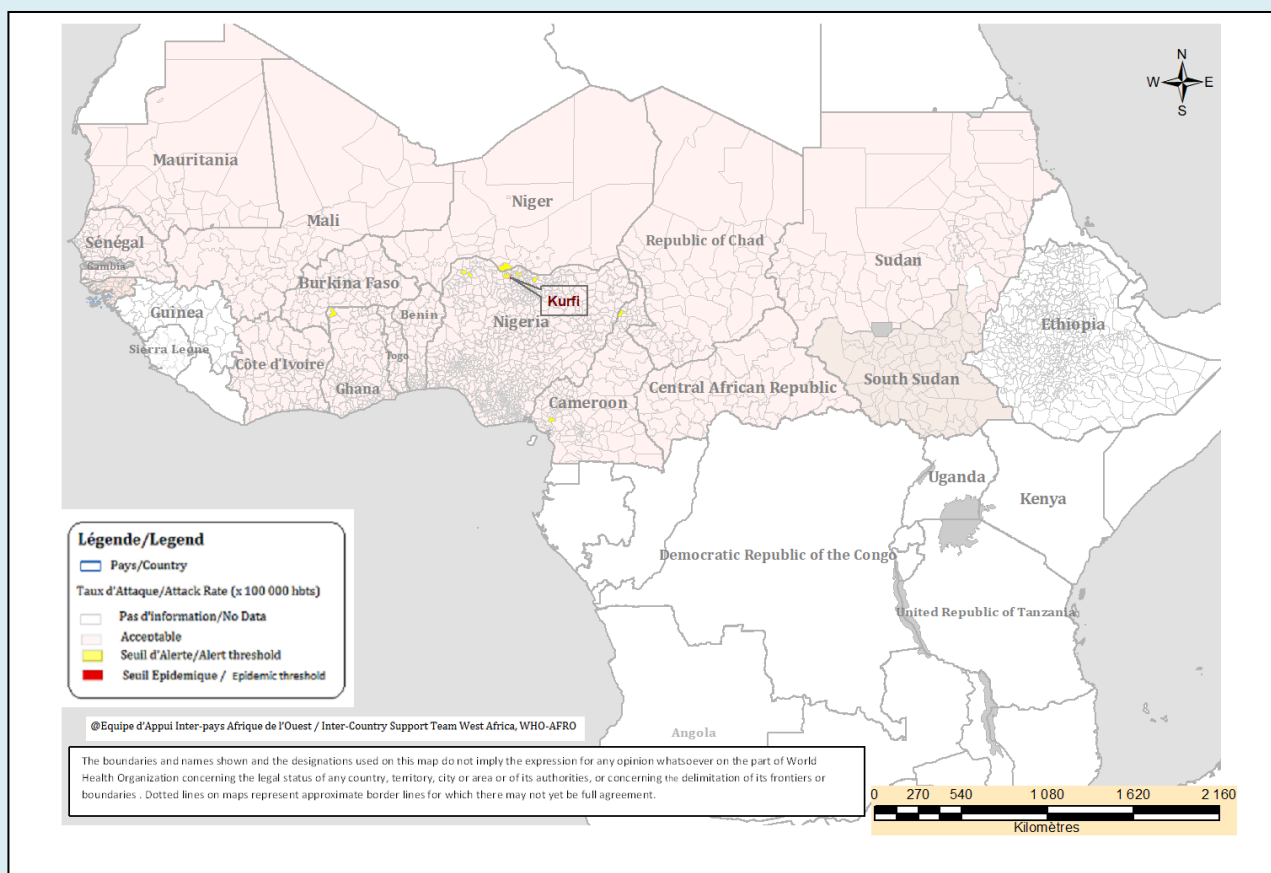 N
W E
S
Mauritania
Mali
Niger
Republic of Chad
Sudan
Sénégal
Gambia
Burkina Faso
Kurfi
Guinea
Benin
Nigeria
Ethiopia
Sierra Leone
Côte d'Ivoire
Togo
Ghana
Cameroon
Central African Republic
South Sudan
Uganda
Kenya
Democratic Republic of the Congo
United Republic of Tanzania
Angola
Légende/Legend
Pays/Country
Taux d'Attaque/Attack Rate (x 100 000 hbts)
Pas d'information/No Data
Acceptable
Seuil d'Alerte/Alert threshold
Seuil Epidemique / Epidemic threshold
@Equipe d'Appui Inter-pays Afrique de l'Ouest / Inter-Country Support Team West Africa, WHO-AFRO
The boundaries and names shown and the designations used on this map do not imply the expression for any opinion whatsoever on the part of World
Health Organization concerning the legal status of any country, territory, city or area or of its authorities, or concerning the delimitation of its frontiers or
boundaries . Dotted lines on maps represent approximate border lines for which there may not yet be full agreement.
0 270 540 1 080 1 620 2 160
Kilomètres